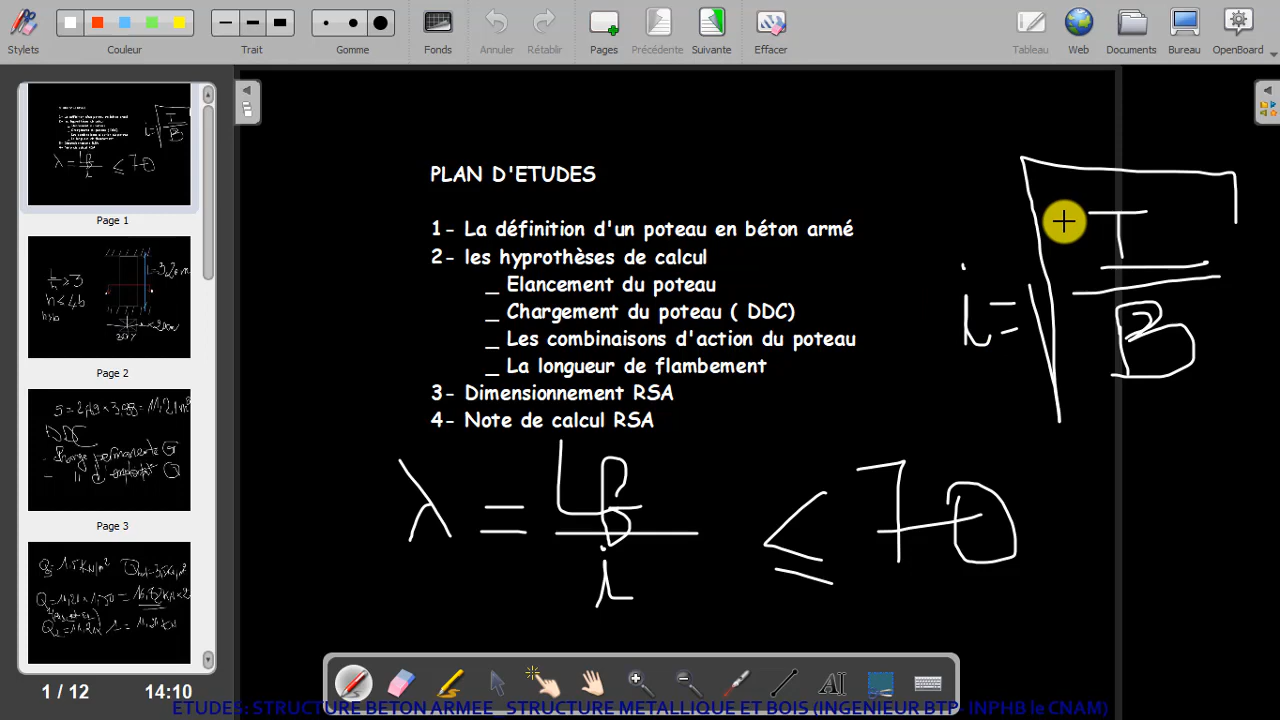 Stylets
Couleur
Trait
Gomme
Fonds
Annuler
Rétablir
Pages
Précédente
Suivante
Effacer
Tableau
Web
Documents
Bureau
OpenBoard
Page 1
Page 2
Page 3
1 / 12
14:10
PLAN D'ETUDES
1- La définition d'un poteau en béton armé
2- les hyprothèses de calcul
_ Elancement du poteau
_ Chargement du poteau ( DDC)
_ Les combinaisons d'action du poteau
_ La longueur de flambement
3- Dimensionnement RSA
4- Note de calcul RSA
i = √ I / B
λ = Lf / i ≤ 70
ETUDES: STRUCTURE BETON ARMEE_STRUCTURE METALLIQUE ET BOIS (INGENIEUR BTP- INPHB le CNAM)